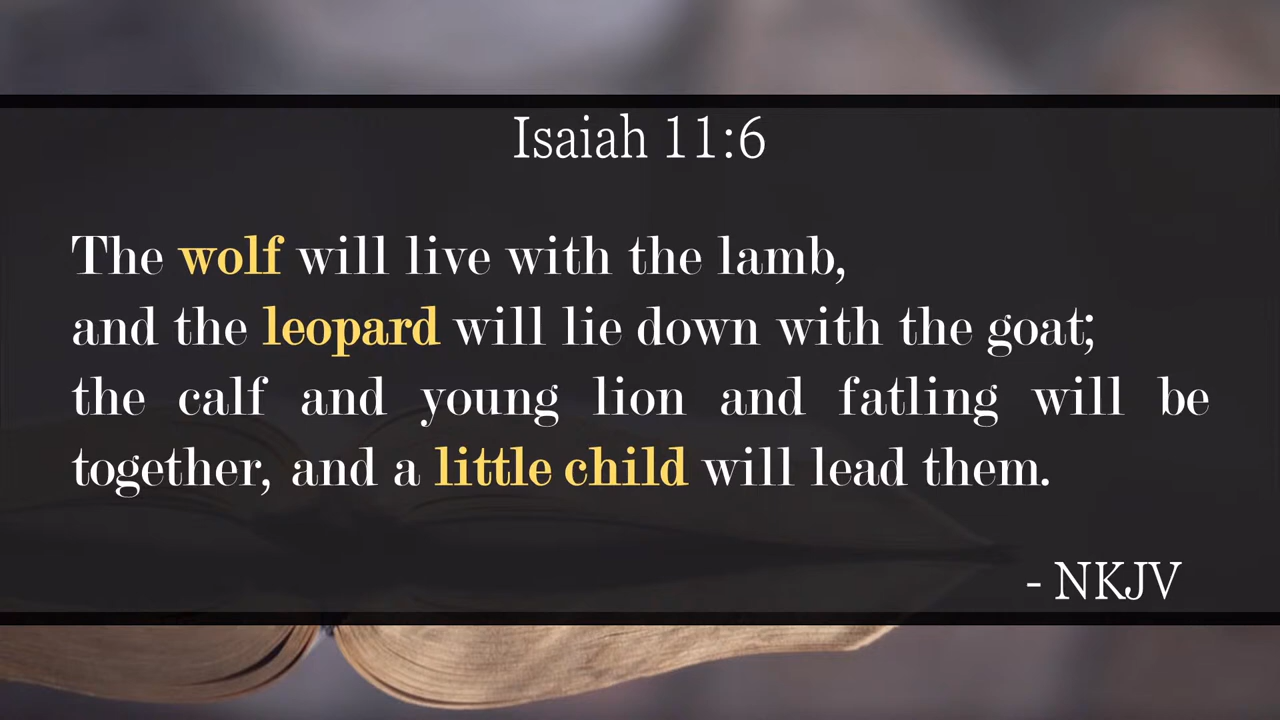 Isaiah 11:6
The wolf will live with the lamb,
and the leopard will lie down with the goat;
the calf and young lion and fatling will be
together, and a little child will lead them.
- NKJV